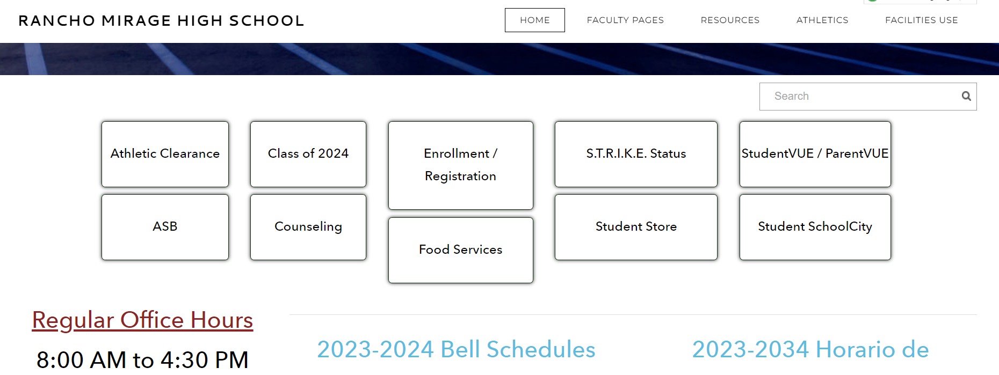 RANCHO MIRAGE HIGH SCHOOL
HOME FACULTY PAGES RESOURCES ATHLETICS FACILITIES USE
Search
Athletic Clearance
Class of 2024
Enrollment /
Registration
S.T.R.I.K.E. Status
StudentVUE / ParentVUE
ASB
Counseling
Food Services
Student Store
Student SchoolCity
Regular Office Hours
8:00 AM to 4:30 PM
2023-2024 Bell Schedules
2023-2034 Horario de